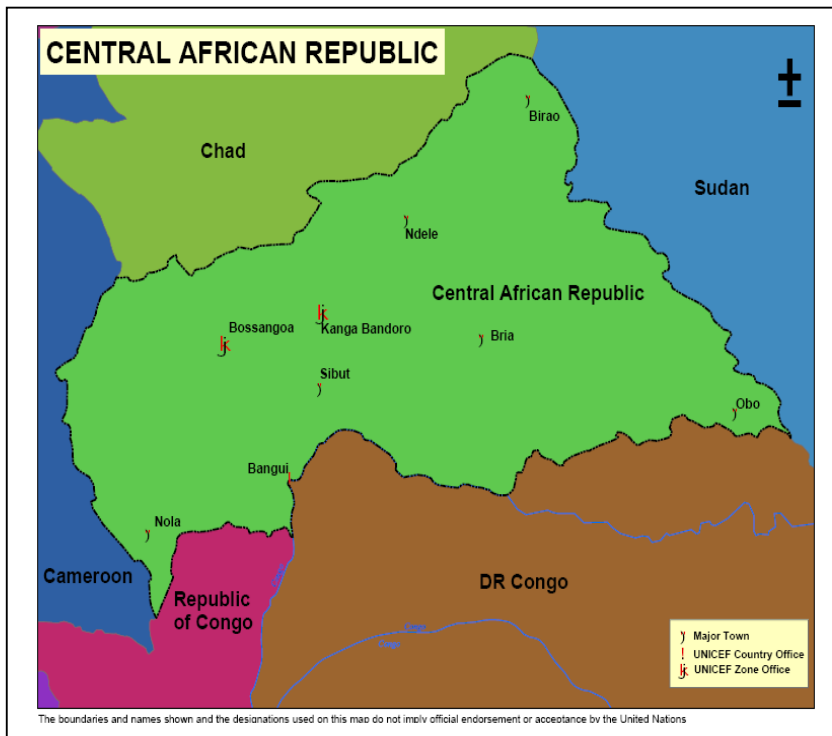 CENTRAL AFRICAN REPUBLIC
Birao
Chad
Sudan
Ndele
Central African Republic
Bossangoa
Kanga Bandoro
Bria
Sibut
Obo
Bangui
Nola
Cameroon
Republic
of Congo
DR Congo
Congo
Major Town
UNICEF Country Office
UNICEF Zone Office
The boundaries and names shown and the designations used on this map do not imply official endorsement or acceptance by the United Nations